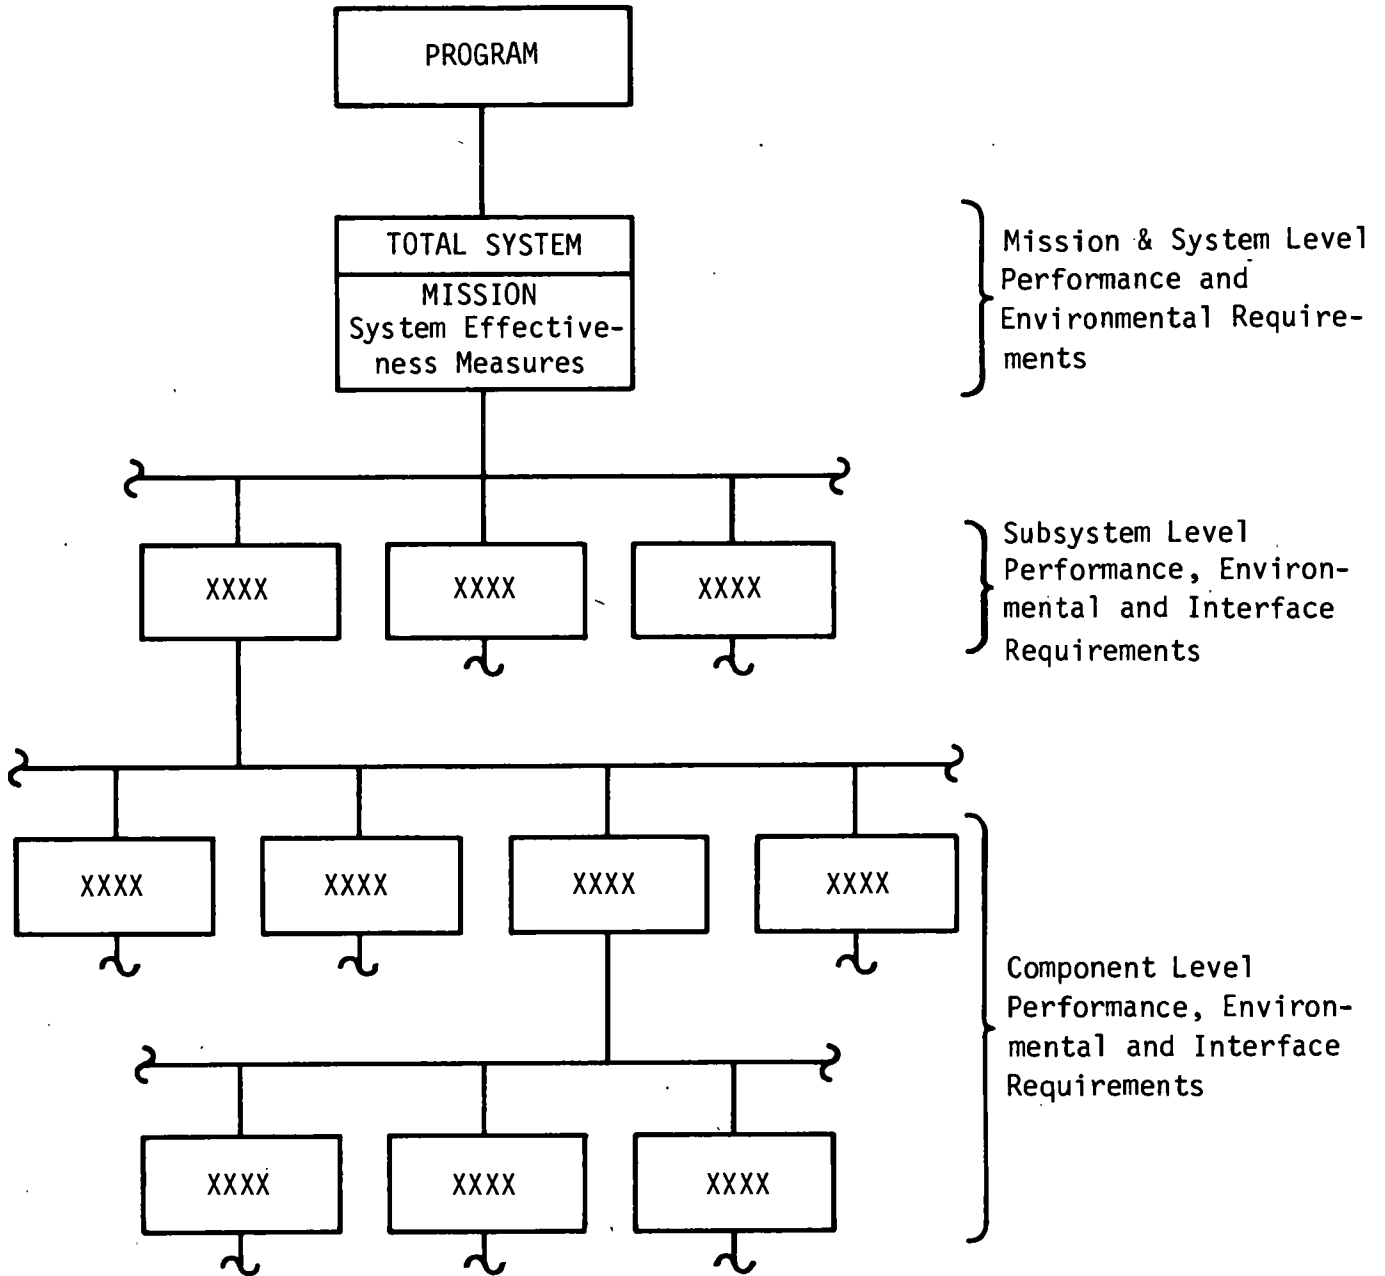 PROGRAM
TOTAL SYSTEM
MISSION
System Effective-
ness Measures
Mission & System Level
Performance and
Environmental Require-
ments
XXXX
XXXX
XXXX
Subsystem Level
Performance, Environ-
mental and Interface
Requirements
XXXX
XXXX
XXXX
XXXX
Component Level
Performance, Environ-
mental and Interface
Requirements
XXXX
XXXX
XXXX